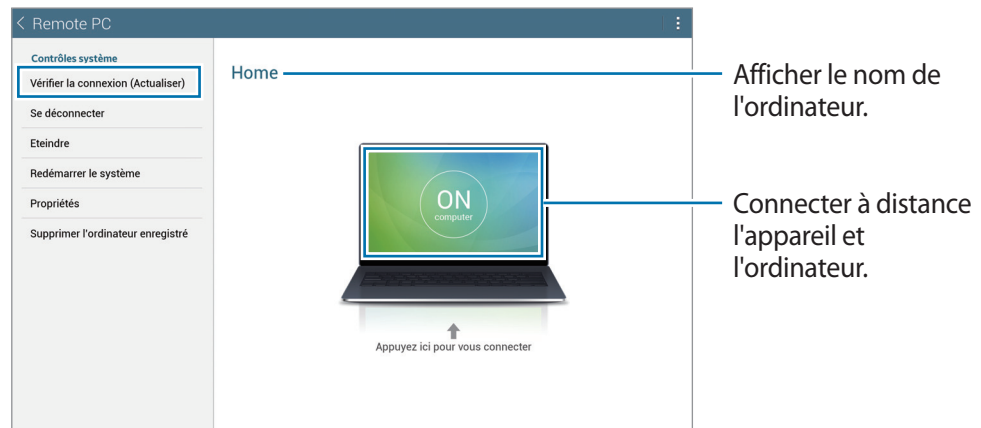 Remote PC
Contrôles système
Vérifier la connexion (Actualiser)
Se déconnecter
Eteindre
Redémarrer le système
Propriétés
Supprimer l'ordinateur enregistré
Home
ON
computer
Appuyez ici pour vous connecter
Afficher le nom de
l'ordinateur.
Connecter à distance
l'appareil et
l'ordinateur.